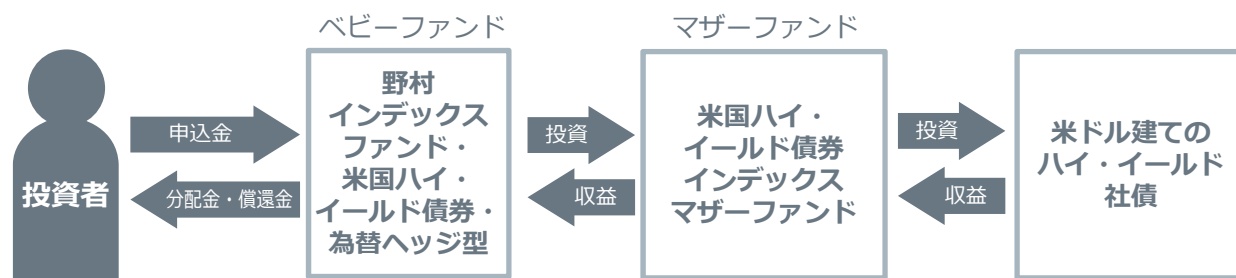 ベビーファンド
マザーファンド
投資者
申込金
分配金・償還金
野村
インデックス
ファンド・
米国ハイ・
イールド債券・
為替ヘッジ型
投資
収益
米国ハイ・
イールド債券
インデックス
マザーファンド
投資
収益
米ドル建ての
ハイ・イールド
社債